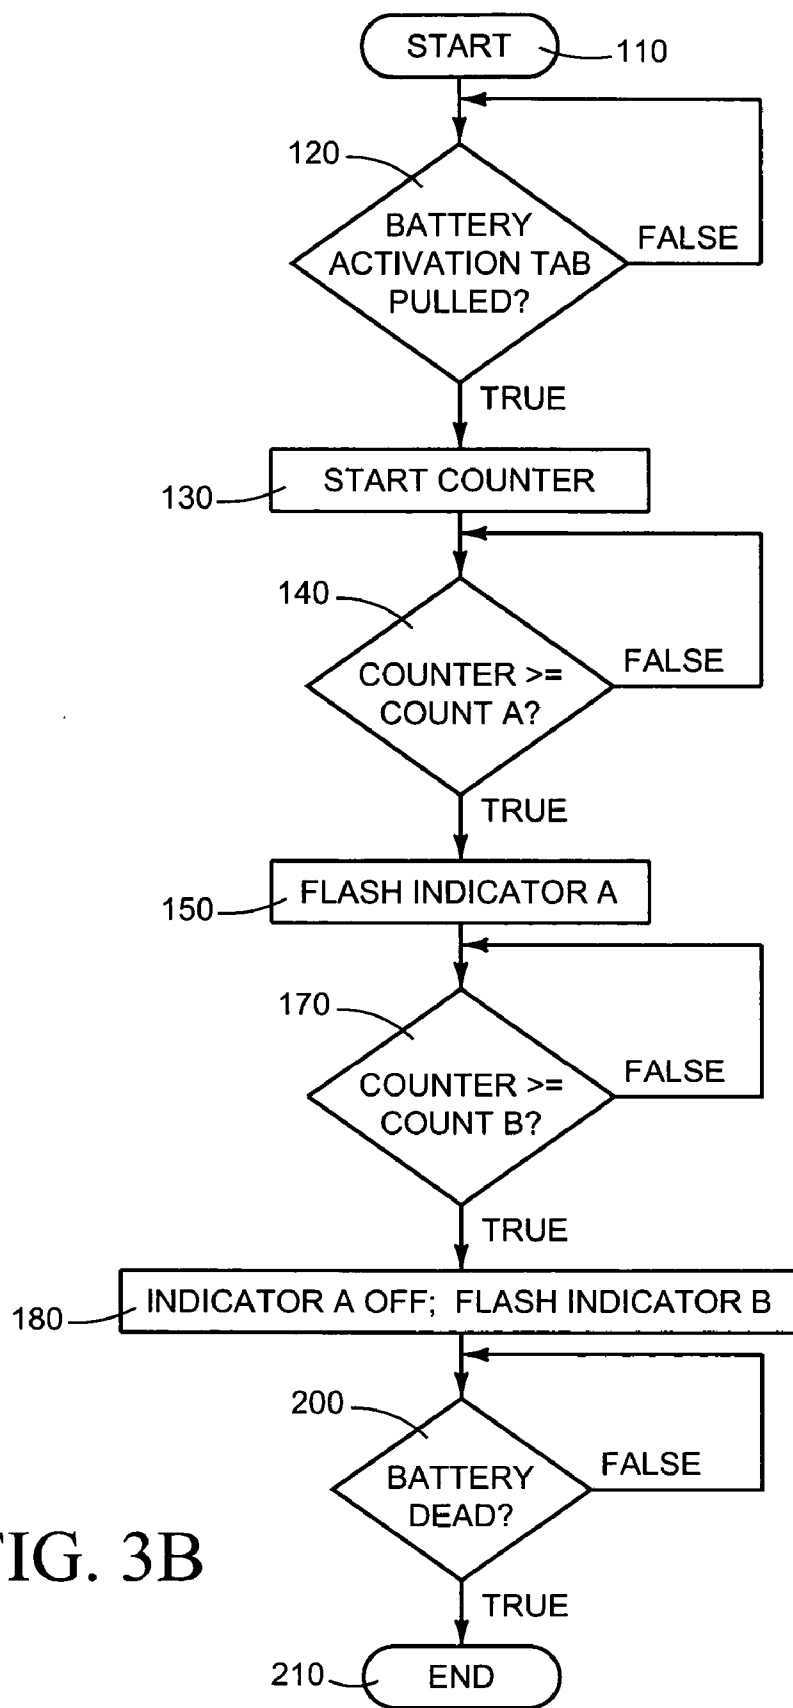 START
110
120
BATTERY
ACTIVATION TAB
PULLED?
FALSE
TRUE
130
START COUNTER
140
COUNTER >=
COUNT A?
FALSE
TRUE
150
FLASH INDICATOR A
170
COUNTER >=
COUNT B?
FALSE
TRUE
180
INDICATOR A OFF; FLASH INDICATOR B
200
BATTERY
DEAD?
FALSE
FIG. 3B
TRUE
210
END